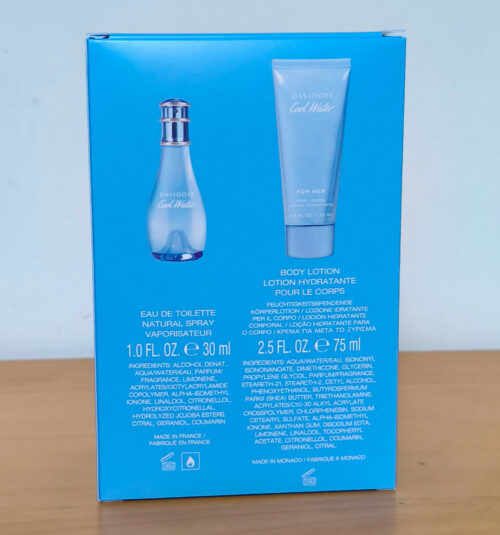 DAVIDOFF
Cool Water
DAVIDOFF
Cool Water
FOR HER
BODY LOTION
EAU DE TOILETTE
NATURAL SPRAY
VAPORISATEUR
1.0 FL. OZ. ℮ 30 ml
INGREDIENTS: ALCOHOL DENAT.,
AQUA/WATER/EAU, PARFUM/
FRAGRANCE, LIMONENE,
ACRYLATES/OCTYLACRYLAMIDE
COPOLYMER, ALPHA-ISOMETHYL
IONONE, LINALOOL, CITRONELLOL,
HYDROXYCITRONELLAL,
HYDROLYZED JOJOBA ESTERS,
CITRAL, GERANIOL, COUMARIN.
MADE IN FRANCE /
FABRIQUÉ EN FRANCE
BODY LOTION
LOTION HYDRATANTE
POUR LE CORPS
FEUCHTIGKEITSSPENDENDE
KÖRPERLOTION / LOZIONE IDRATANTE
PER IL CORPO / LOCIÓN HIDRATANTE
CORPORAL / LOÇÃO HIDRATANTE PARA
O CORPO / ΚΡΕΜΑ ΓΙΑ ΜΕΤΑ ΤΟ ΞΥΡΙΣΜΑ
2.5 FL. OZ. ℮ 75 ml
INGREDIENTS: AQUA/WATER/EAU, ISONONYL
ISONONANOATE, DIMETHICONE, GLYCERIN,
PROPYLENE GLYCOL, PARFUM/FRAGRANCE,
STEARETH-21, STEARETH-2, CETYL ALCOHOL,
PHENOXYETHANOL, BUTYROSPERMUM
PARKII (SHEA) BUTTER, TRIETHANOLAMINE,
ACRYLATES/C10-30 ALKYL ACRYLATE
CROSSPOLYMER, CHLORPHENESIN, SODIUM
CETEARYL SULFATE, ALPHA-ISOMETHYL
IONONE, XANTHAN GUM, DISODIUM EDTA,
LIMONENE, LINALOOL, TOCOPHERYL
ACETATE, CITRONELLOL, COUMARIN,
GERANIOL, CITRAL
MADE IN MONACO / FABRIQUÉ À MONACO